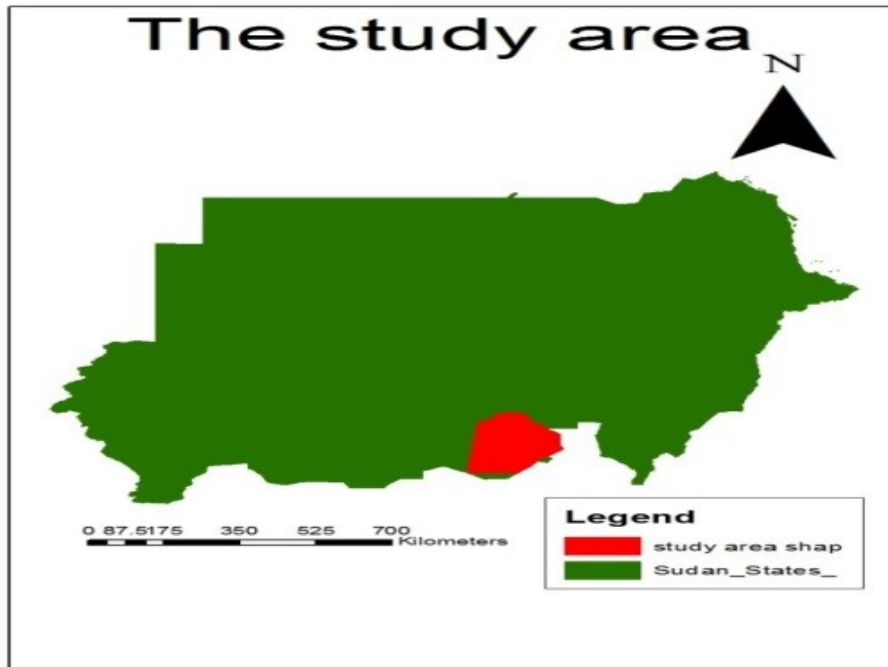 The study area
N
0 87.5175 350 525 700
Kilometers
Legend
study area shap
Sudan_States_